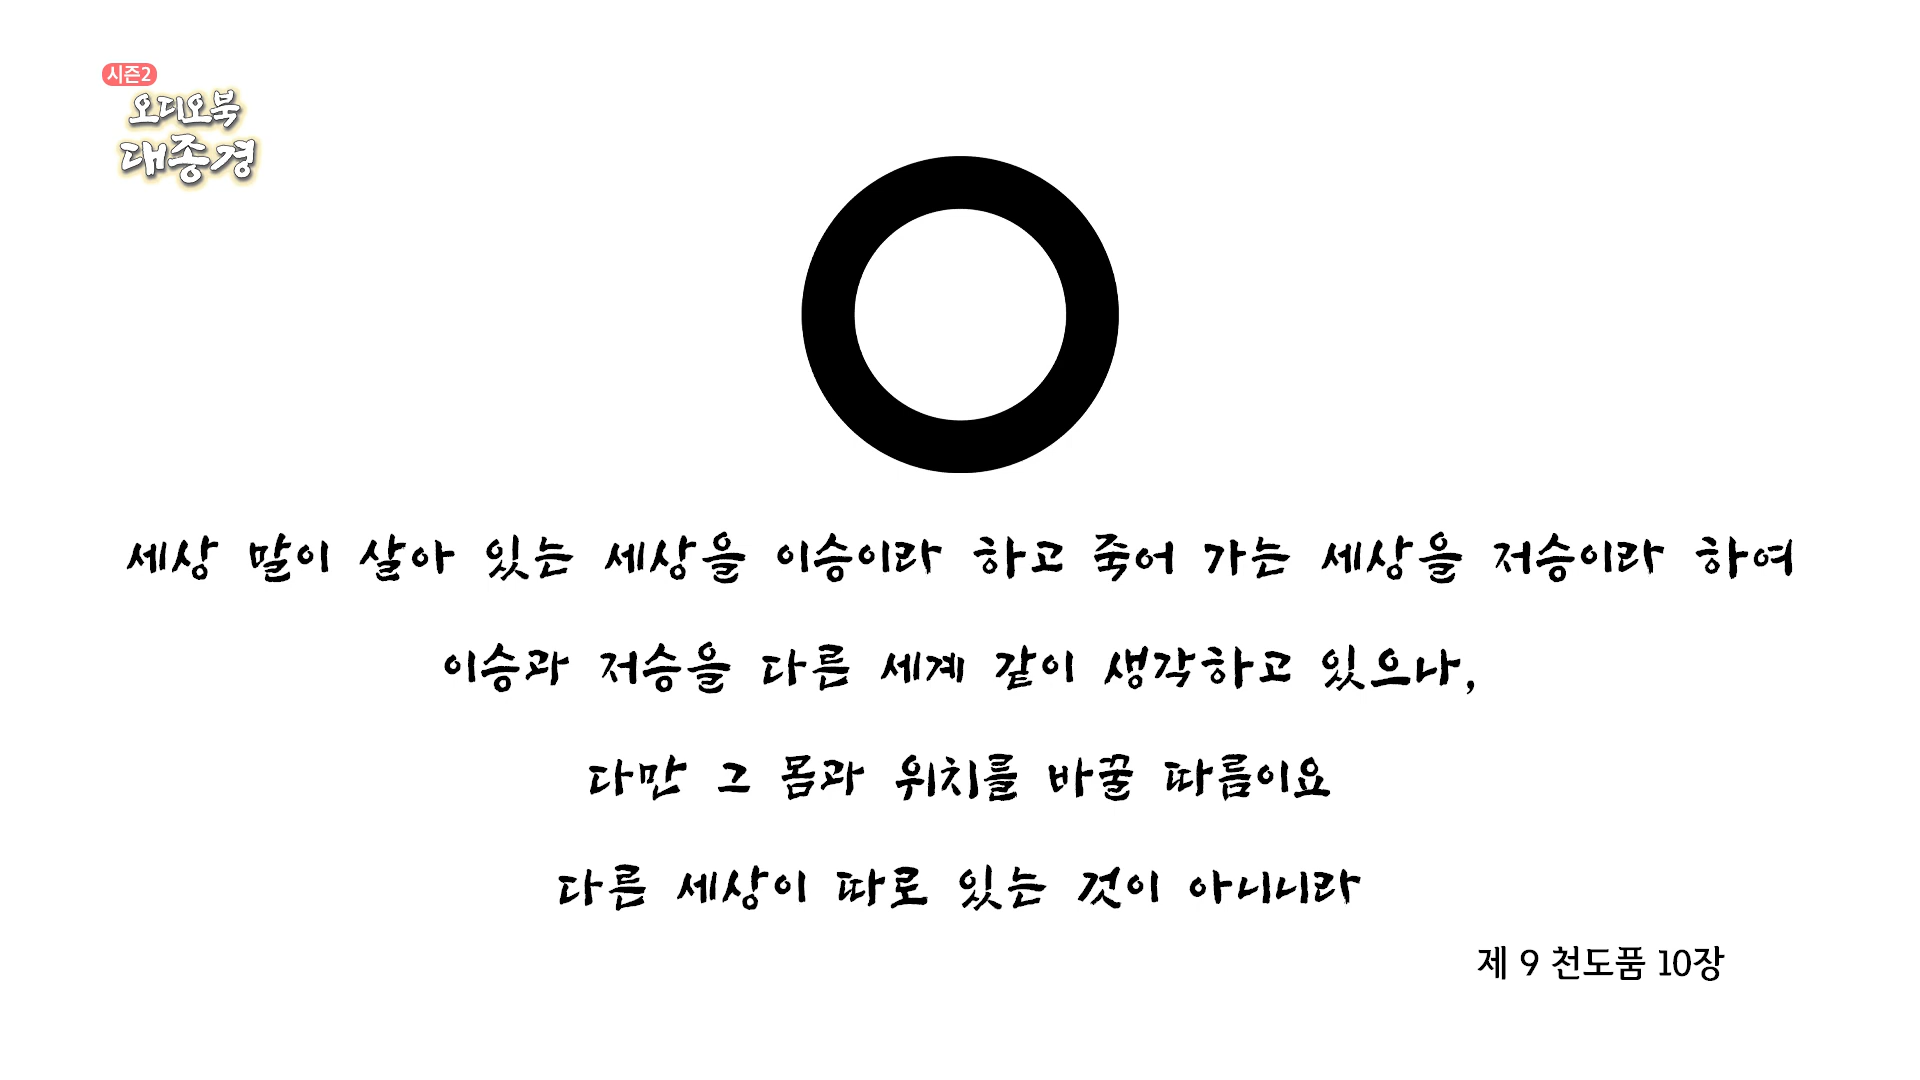 시즌2
오디오북
대종경
세상 말이 살아 있는 세상을 이승이라 하고 죽어 가는 세상을 저승이라 하여
이승과 저승을 다른 세계 같이 생각하고 있으나,
다만 그 몸과 위치를 바꿀 따름이요
다른 세상이 따로 있는 것이 아니니라
제 9 천도품 10장